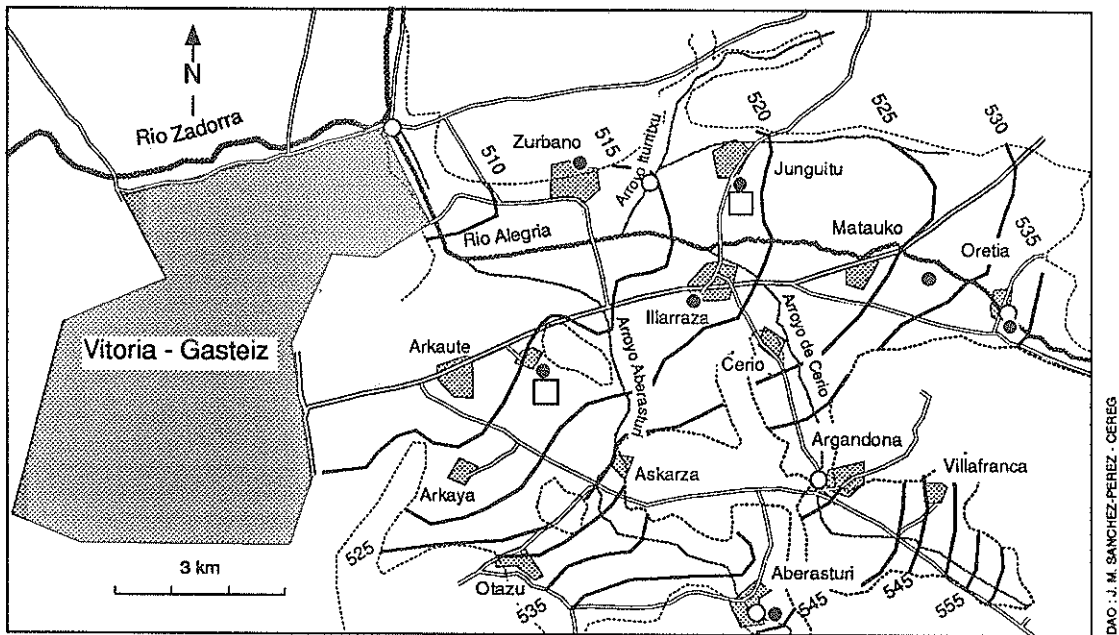 N
Rio Zadorra
Zurbano
515
510
Arroyo Iturritxu
520
525
530
Junguitu
Rio Alegria
Matauko
Oretia
535
Illarraza
Vitoria - Gasteiz
Arkaute
Arroyo Aberasturi
Cerio
Arroyo de Cerio
Argandona
Askarza
Villafranca
Arkaya
525
3 km
Otazu
535
Aberasturi
545
545
555
DAO : J. M. SANCHEZ-PEREZ - CEREG